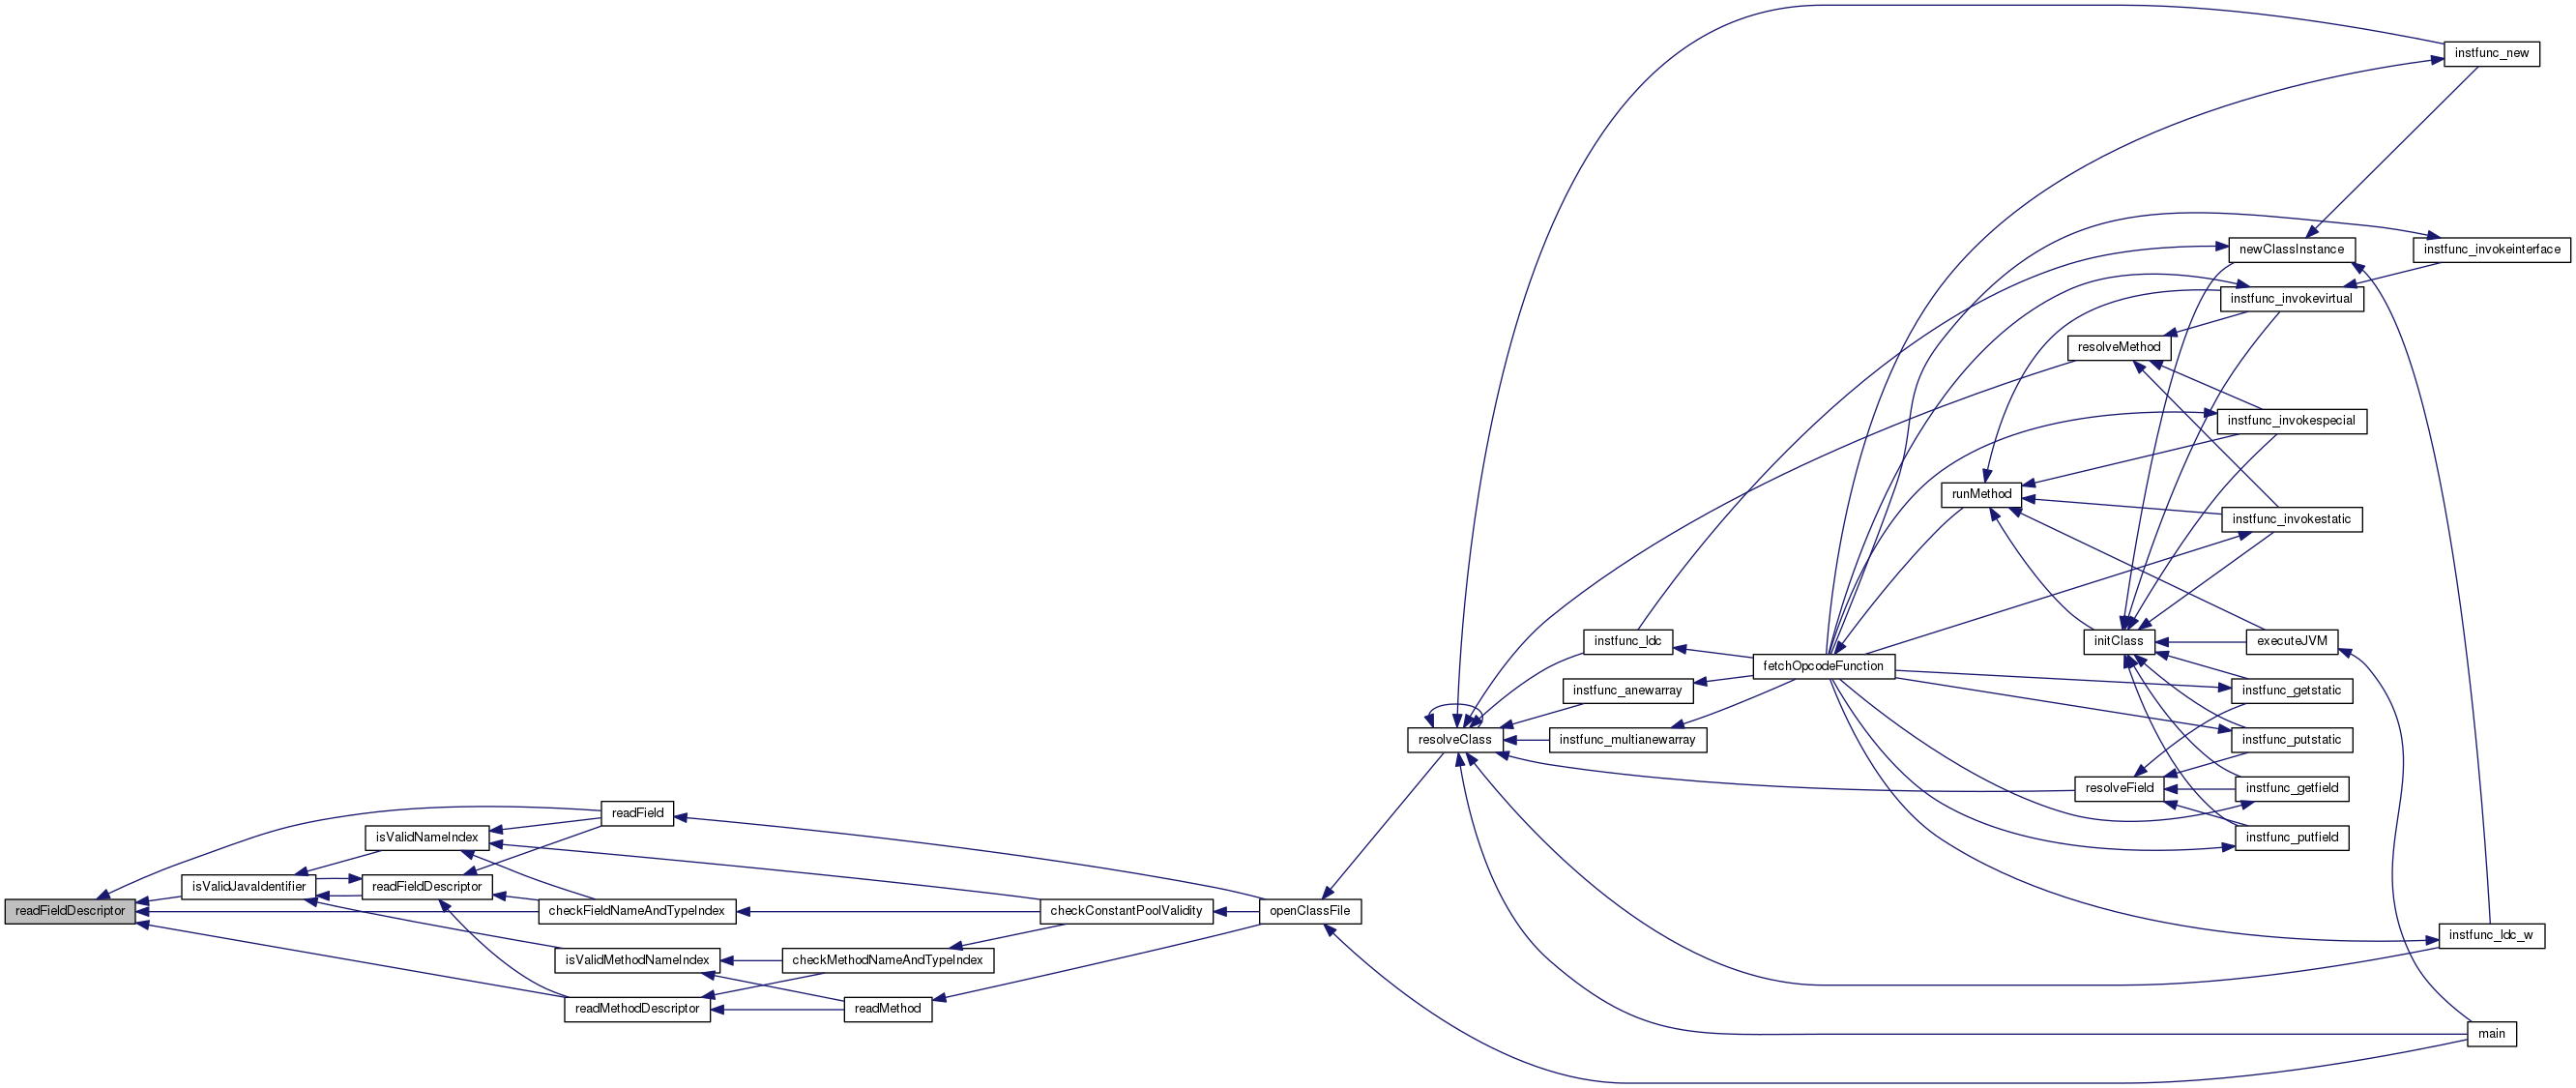 instfunc_new
newClassInstance
instfunc_invokeinterface
instfunc_invokevirtual
resolveMethod
instfunc_invokespecial
runMethod
instfunc_invokestatic
instfunc_ldc
initClass
executeJVM
fetchOpcodeFunction
instfunc_anewarray
instfunc_getstatic
resolveClass
instfunc_multianewarray
instfunc_putstatic
resolveField
instfunc_getfield
readField
isValidNameIndex
instfunc_putfield
isValidJavaIdentifier
readFieldDescriptor
readFieldDescriptor
checkFieldNameAndTypeIndex
checkConstantPoolValidity
openClassFile
instfunc_ldc_w
isValidMethodNameIndex
checkMethodNameAndTypeIndex
readMethodDescriptor
readMethod
main